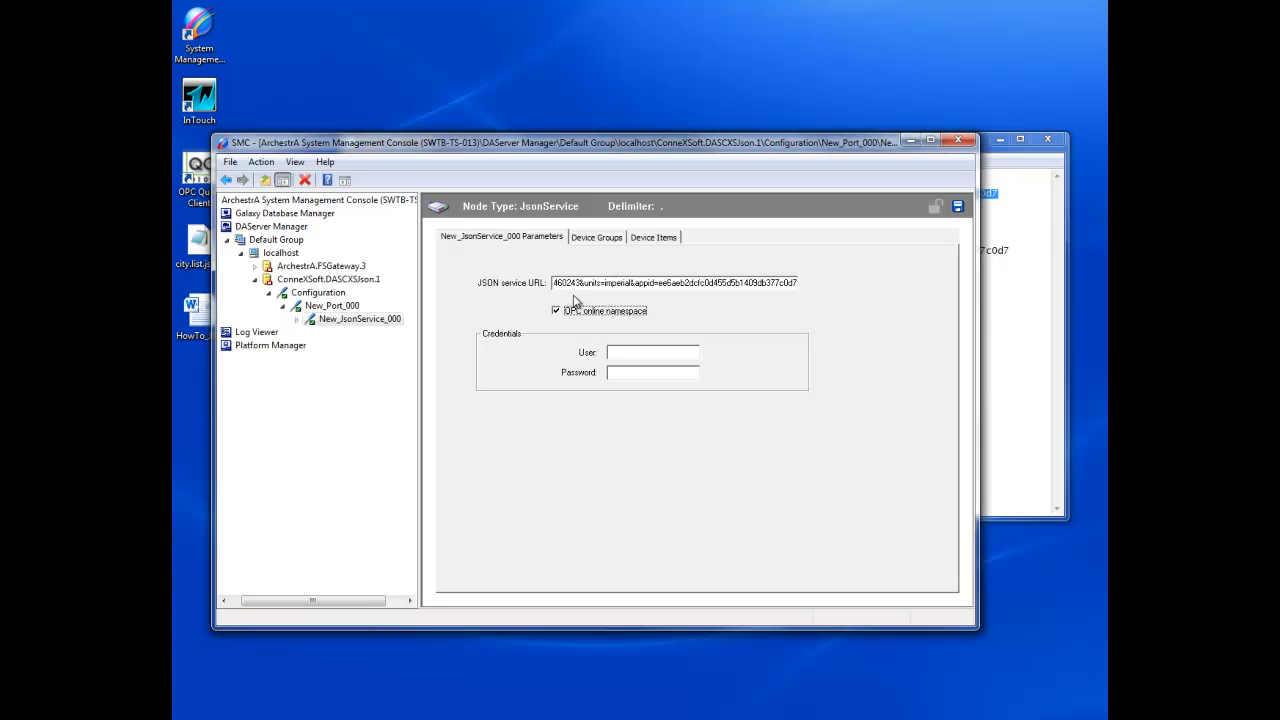 System
Manageme...
InTouch
OPC Qu
Client
city.list.js
HowTo_J
SMC - [ArchestrA System Management Console (SWTB-TS-013)\DAServer Manager\Default Group\localhost\ConneXSoft.DASCXSJson.1\Configuration\New_Port_000\Ne...
File Action View Help
ArchestrA System Management Console (SWTB-TS
Galaxy Database Manager
DAServer Manager
Default Group
localhost
ArchestrA.FSGateway.3
ConneXSoft.DASCXSJson.1
Configuration
New_Port_000
New_JsonService_000
Log Viewer
Platform Manager
Node Type: JsonService Delimiter: .
New_JsonService_000 Parameters Device Groups Device Items
JSON service URL: 460243&units=imperial&appid=ee6aeb2dcfc0d455d5b1409db377c0d7
OPC online namespace
Credentials
User:
Password:
0d7
c0d7